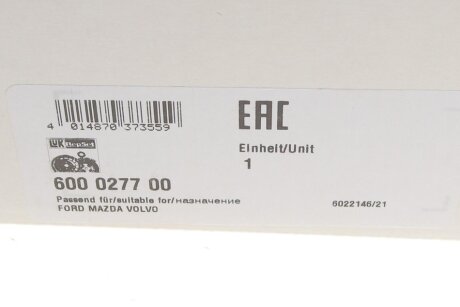 EAC
4 014870 373559
Einheit/Unit
LuK RepSet
1
600 0277 00
Passend für/suitable for/назначение
FORD MAZDA VOLVO
6022146/21